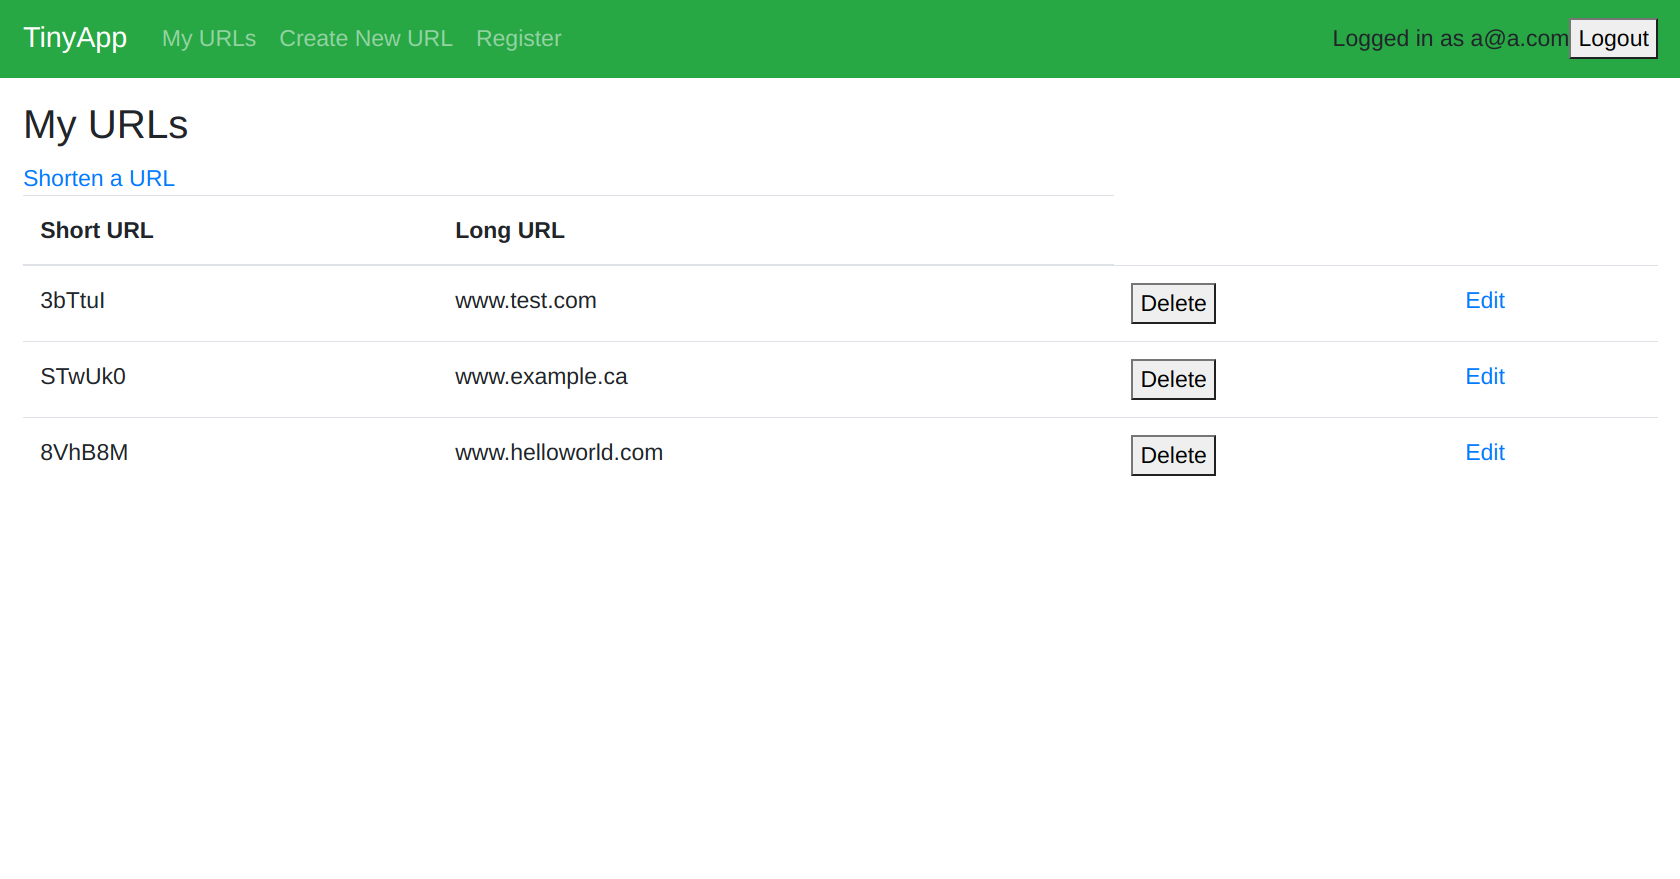 TinyApp My URLs Create New URL Register Logged in as a@a.com Logout
My URLs
Shorten a URL
Short URL Long URL
3bTtuI www.test.com Delete Edit
STwUk0 www.example.ca Delete Edit
8VhB8M www.helloworld.com Delete Edit